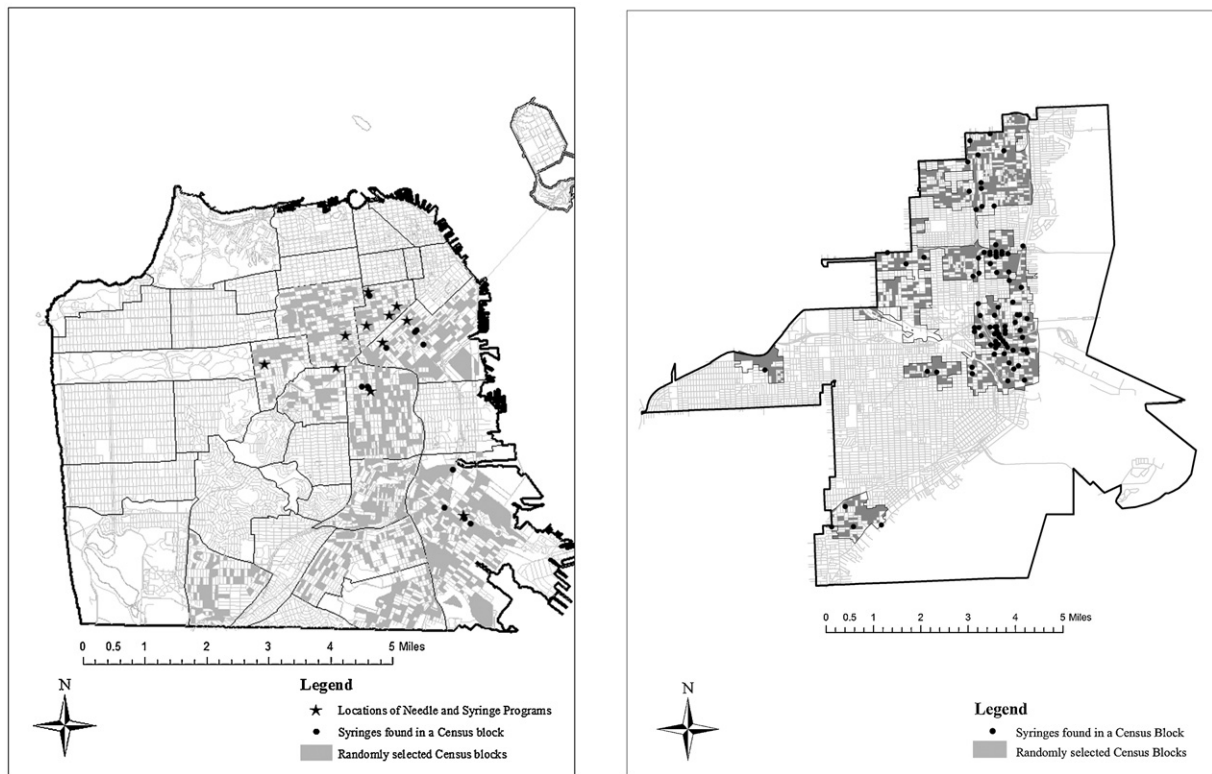 0 0.5 1 2 3 4 5 Miles
N
Legend
Locations of Needle and Syringe Programs
Syringes found in a Census block
Randomly selected Census blocks
0 0.5 1 2 3 4 5 Miles
N
Legend
Syringes found in a Census Block
Randomly selected Census Blocks